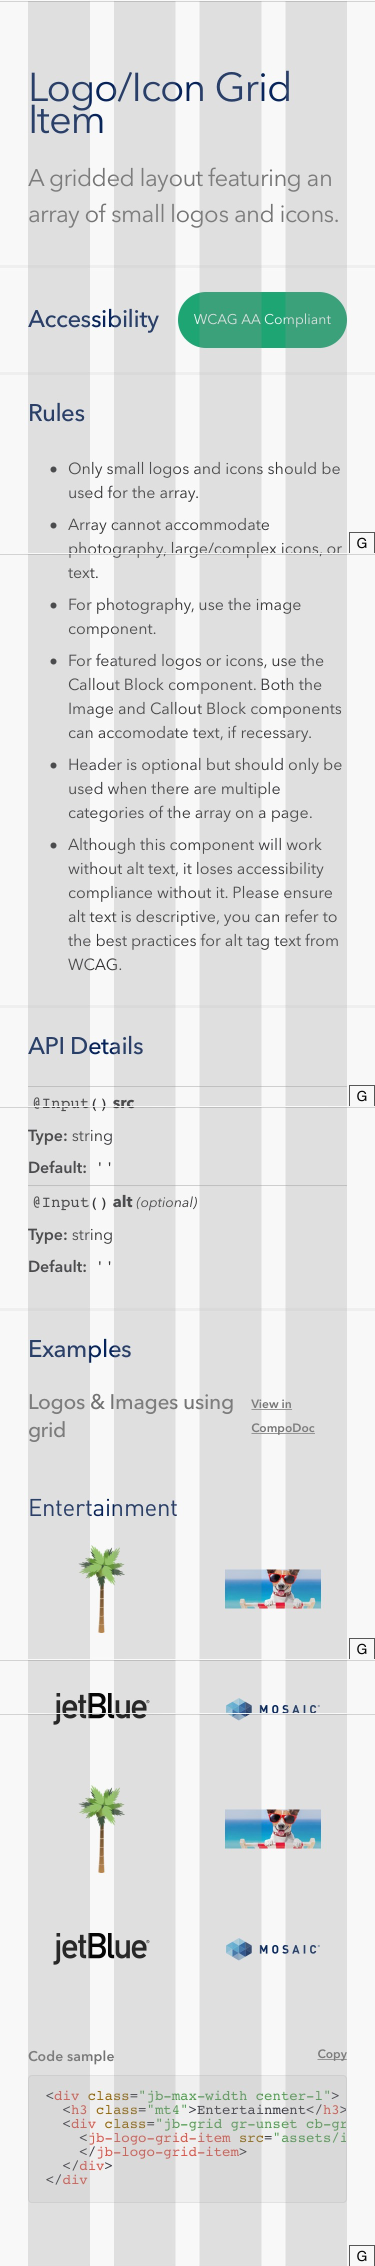 Logo/Icon Grid
Item
A gridded layout featuring an
array of small logos and icons.
Accessibility
WCAG AA Compliant
Rules
• Only small logos and icons should be
used for the array.
• Array cannot accommodate
photography, large/complex icons, or
G
text.
• For photography, use the image
component.
• For featured logos or icons, use the
Callout Block component. Both the
Image and Callout Block components
can accomodate text, if recessary.
• Header is optional but should only be
used when there are multiple
categories of the array on a page.
• Although this component will work
without alt text, it loses accessibility
compliance without it. Please ensure
alt text is descriptive, you can refer to
the best practices for alt tag text from
WCAG.
API Details
G
@Input() src
Type: string
Default: ''
@Input() alt (optional)
Type: string
Default: ''
Examples
Logos & Images using
grid
View in
CompoDoc
Entertainment
G
jetBlue®
MOSAIC®
jetBlue®
MOSAIC®
Code sample
Copy
<div class="jb-max-width center-l">
<h3 class="mt4">Entertainment</h3>
<div class="jb-grid gr-unset cb-gr
<jb-logo-grid-item src="assets/i
</jb-logo-grid-item>
</div>
</div
G